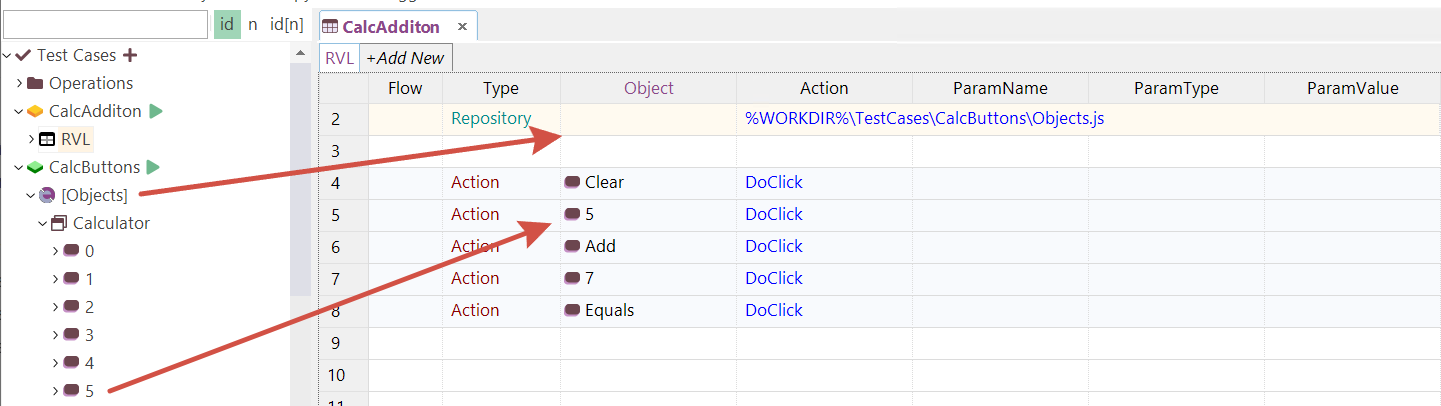 id n id[n]
Test Cases
Operations
CalcAdditon
RVL
CalcButtons
[Objects]
Calculator
0
1
2
3
4
5
CalcAdditon ×
RVL +Add New
Flow Type Object Action ParamName ParamType ParamValue
2 Repository %WORKDIR%\TestCases\CalcButtons\Objects.js
3
4 Action Clear DoClick
5 Action 5 DoClick
6 Action Add DoClick
7 Action 7 DoClick
8 Action Equals DoClick
9
10
11